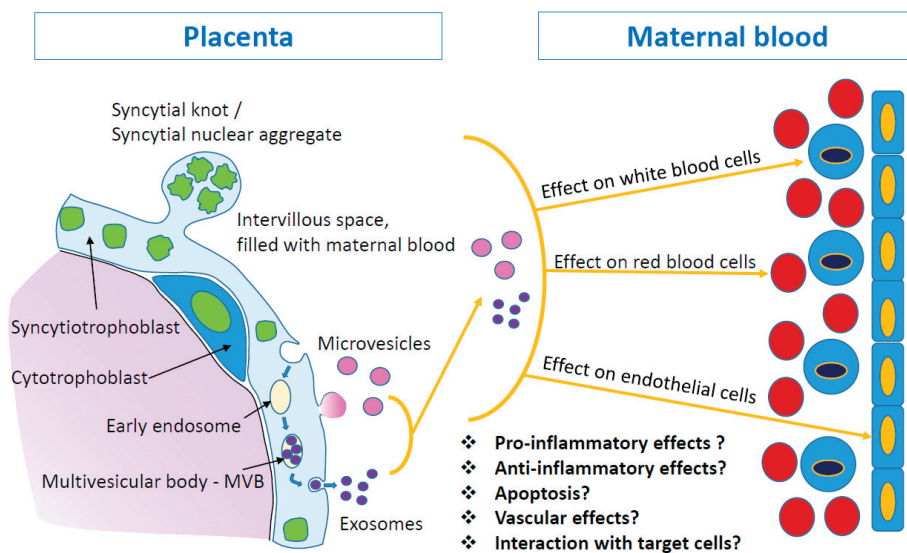 Placenta
Maternal blood
Syncytial knot /
Syncytial nuclear aggregate
Intervillous space,
filled with maternal blood
Syncytiotrophoblast
Cytotrophoblast
Microvesicles
Early endosome
Multivesicular body - MVB
Exosomes
Effect on white blood cells
Effect on red blood cells
Effect on endothelial cells
❖ Pro-inflammatory effects ?
❖ Anti-inflammatory effects?
❖ Apoptosis?
❖ Vascular effects?
❖ Interaction with target cells?